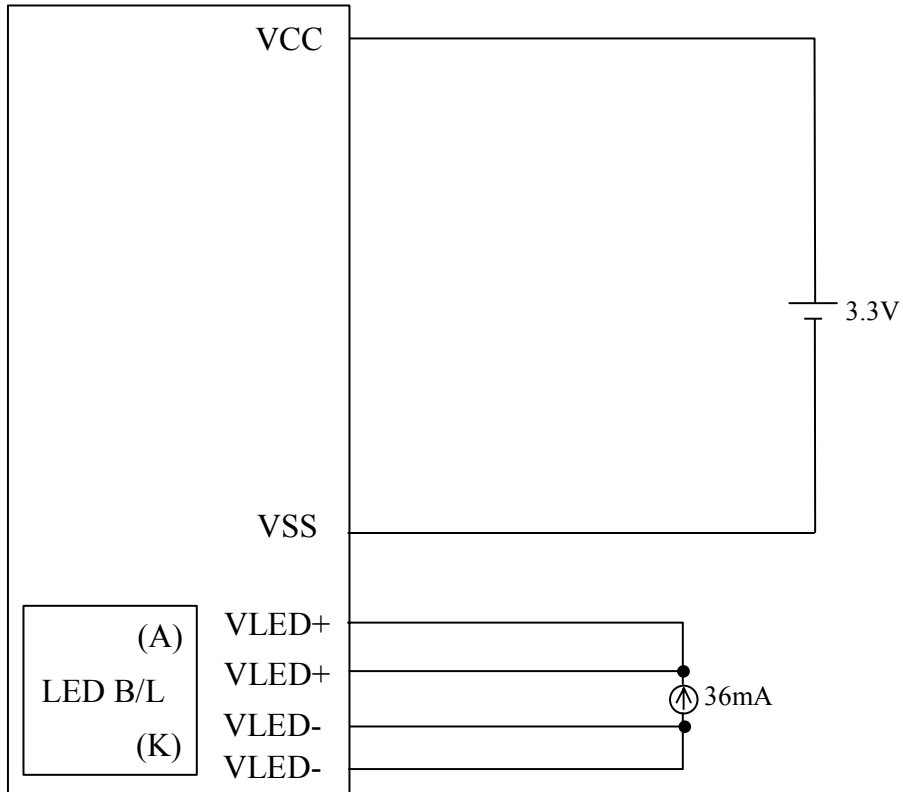 VCC
3.3V
VSS
VLED+
(A)
VLED+
LED B/L
36mA
VLED-
(K)
VLED-